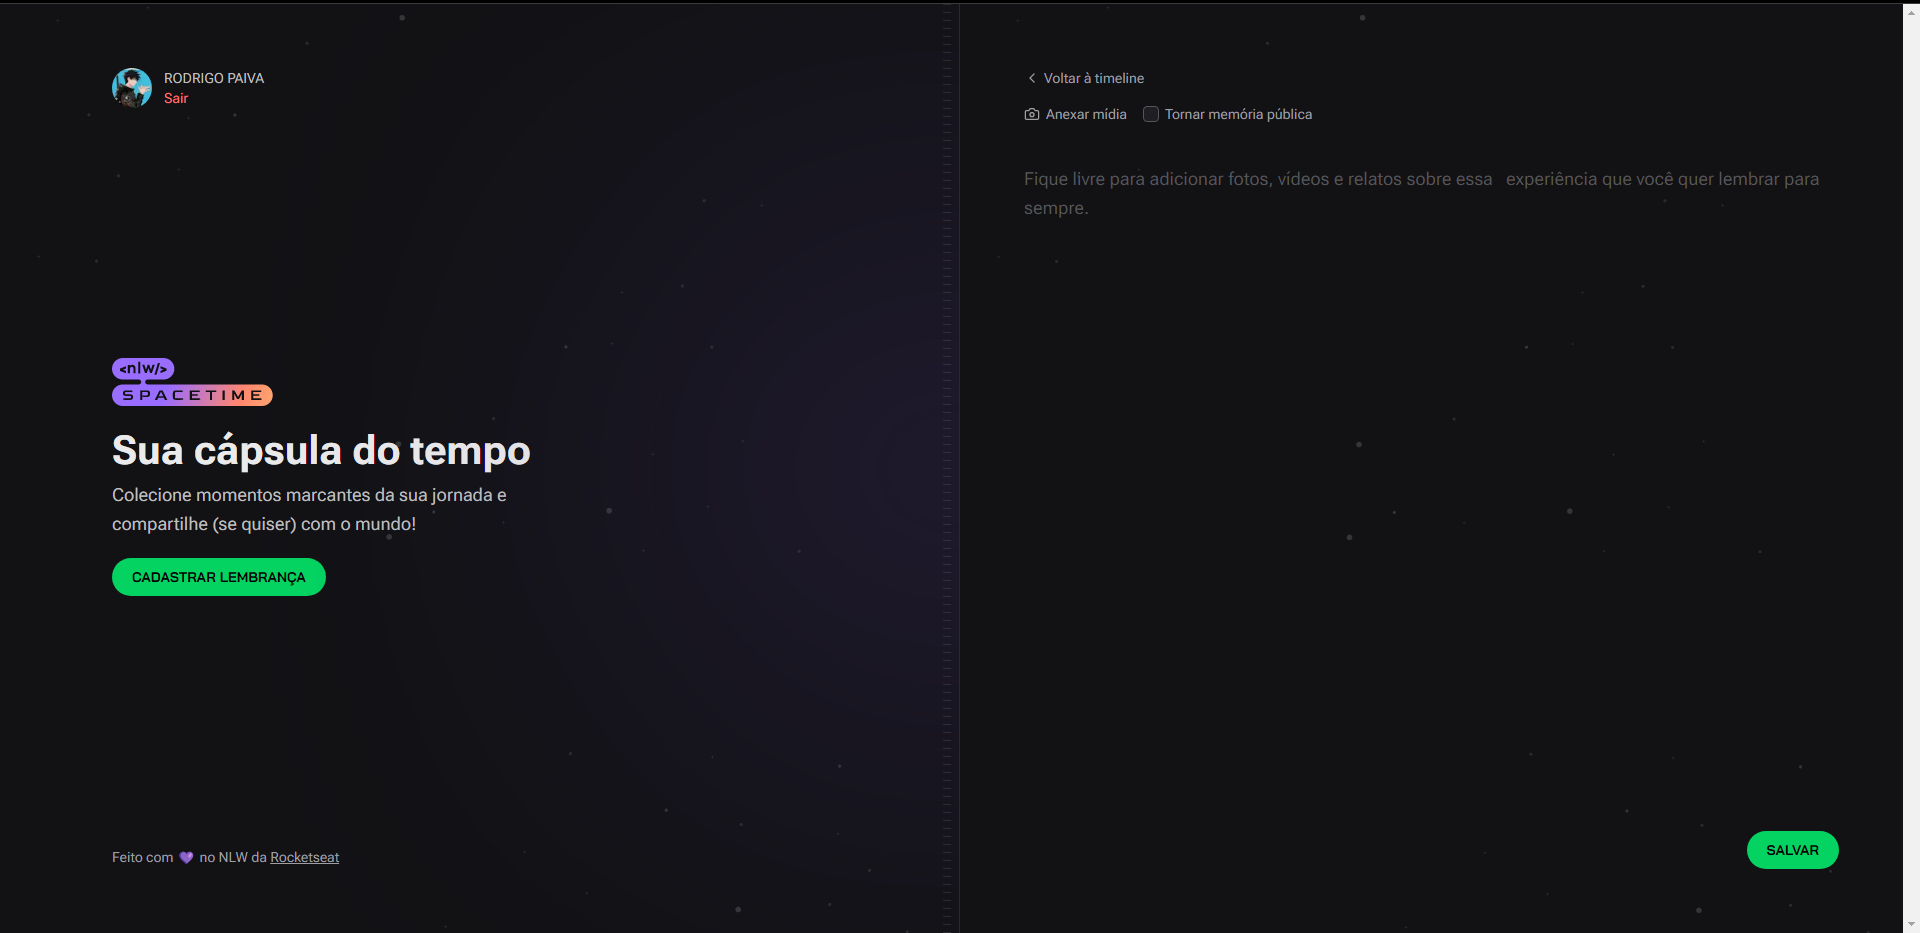 RODRIGO PAIVA
Sair
<nlw/>
SPACETIME
Sua cápsula do tempo
Colecione momentos marcantes da sua jornada e
compartilhe (se quiser) com o mundo!
CADASTRAR LEMBRANÇA
Feito com 💜 no NLW da Rocketseat
Voltar à timeline
Anexar mídia Tornar memória pública
Fique livre para adicionar fotos, vídeos e relatos sobre essa experiência que você quer lembrar para
sempre.
SALVAR